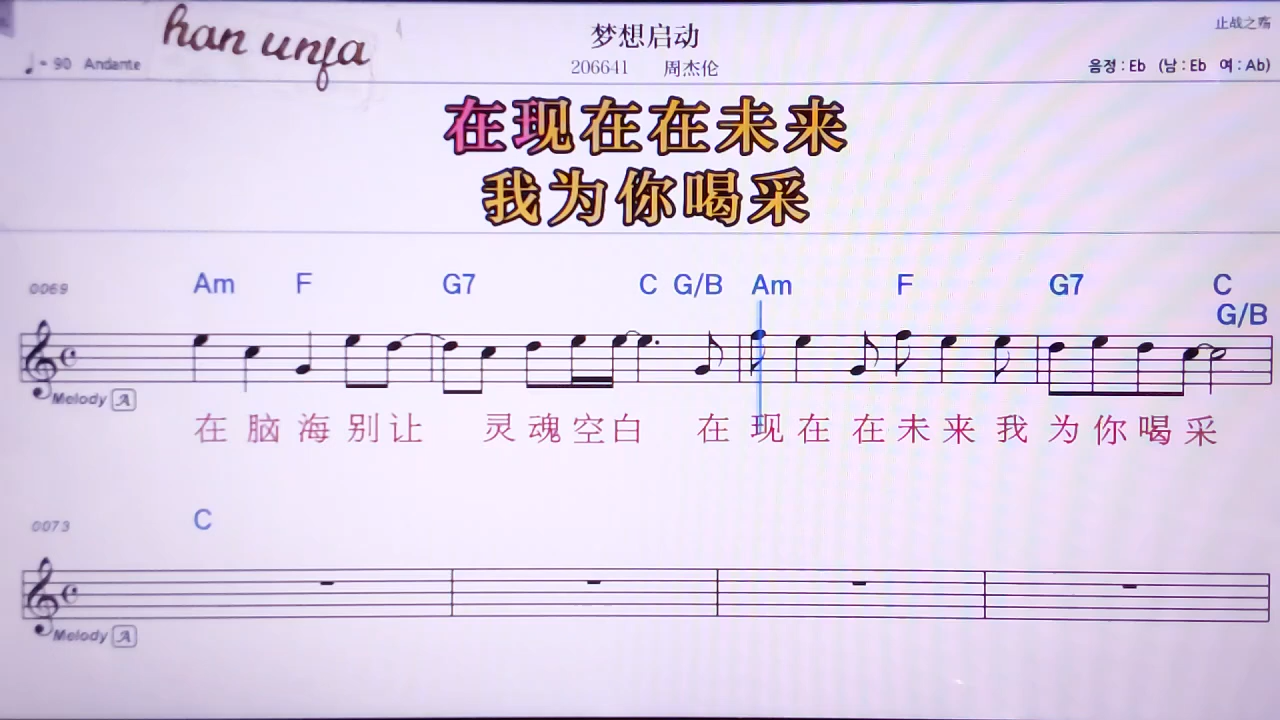 han unfa
梦想启动
止战之殇
♩ = 90 Andante
206641 周杰伦
음정 : Eb (남 : Eb 여 : Ab)
在现在在未来
我为你喝采
0069
Am F G7 C G/B Am F G7 C
G/B
Melody A
在脑海别让 灵魂空白 在现在在未来我为你喝采
0073
C
Melody A